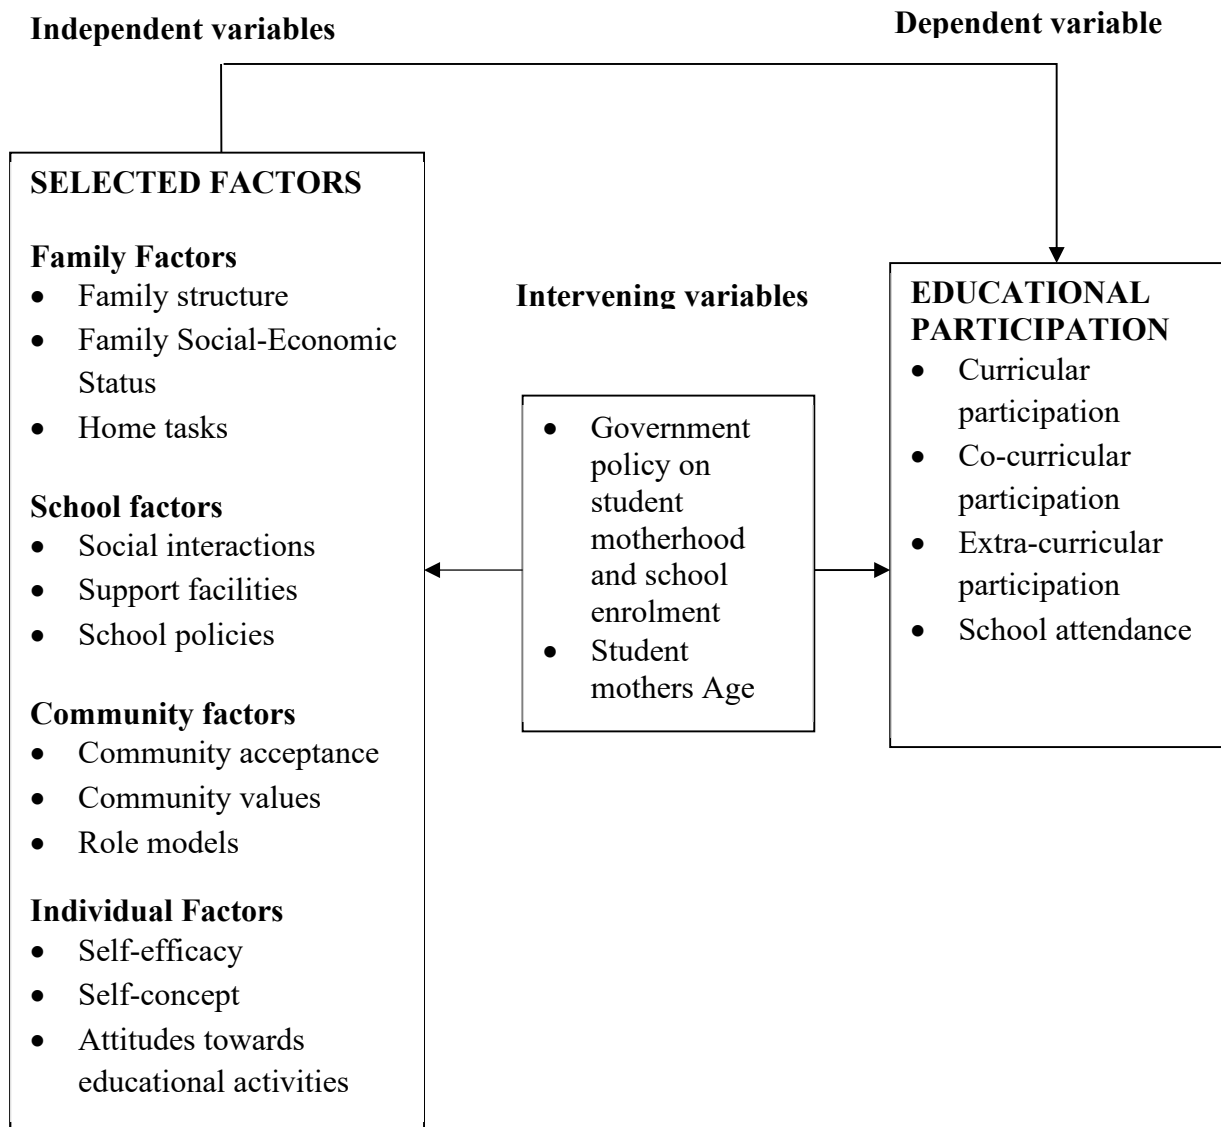 Independent variables
Dependent variable
SELECTED FACTORS
Family Factors
• Family structure
• Family Social-Economic
Status
• Home tasks
School factors
• Social interactions
• Support facilities
• School policies
Community factors
• Community acceptance
• Community values
• Role models
Individual Factors
• Self-efficacy
• Self-concept
• Attitudes towards
educational activities
Intervening variables
• Government
policy on
student
motherhood
and school
enrolment
• Student
mothers Age
EDUCATIONAL
PARTICIPATION
• Curricular
participation
• Co-curricular
participation
• Extra-curricular
participation
• School attendance